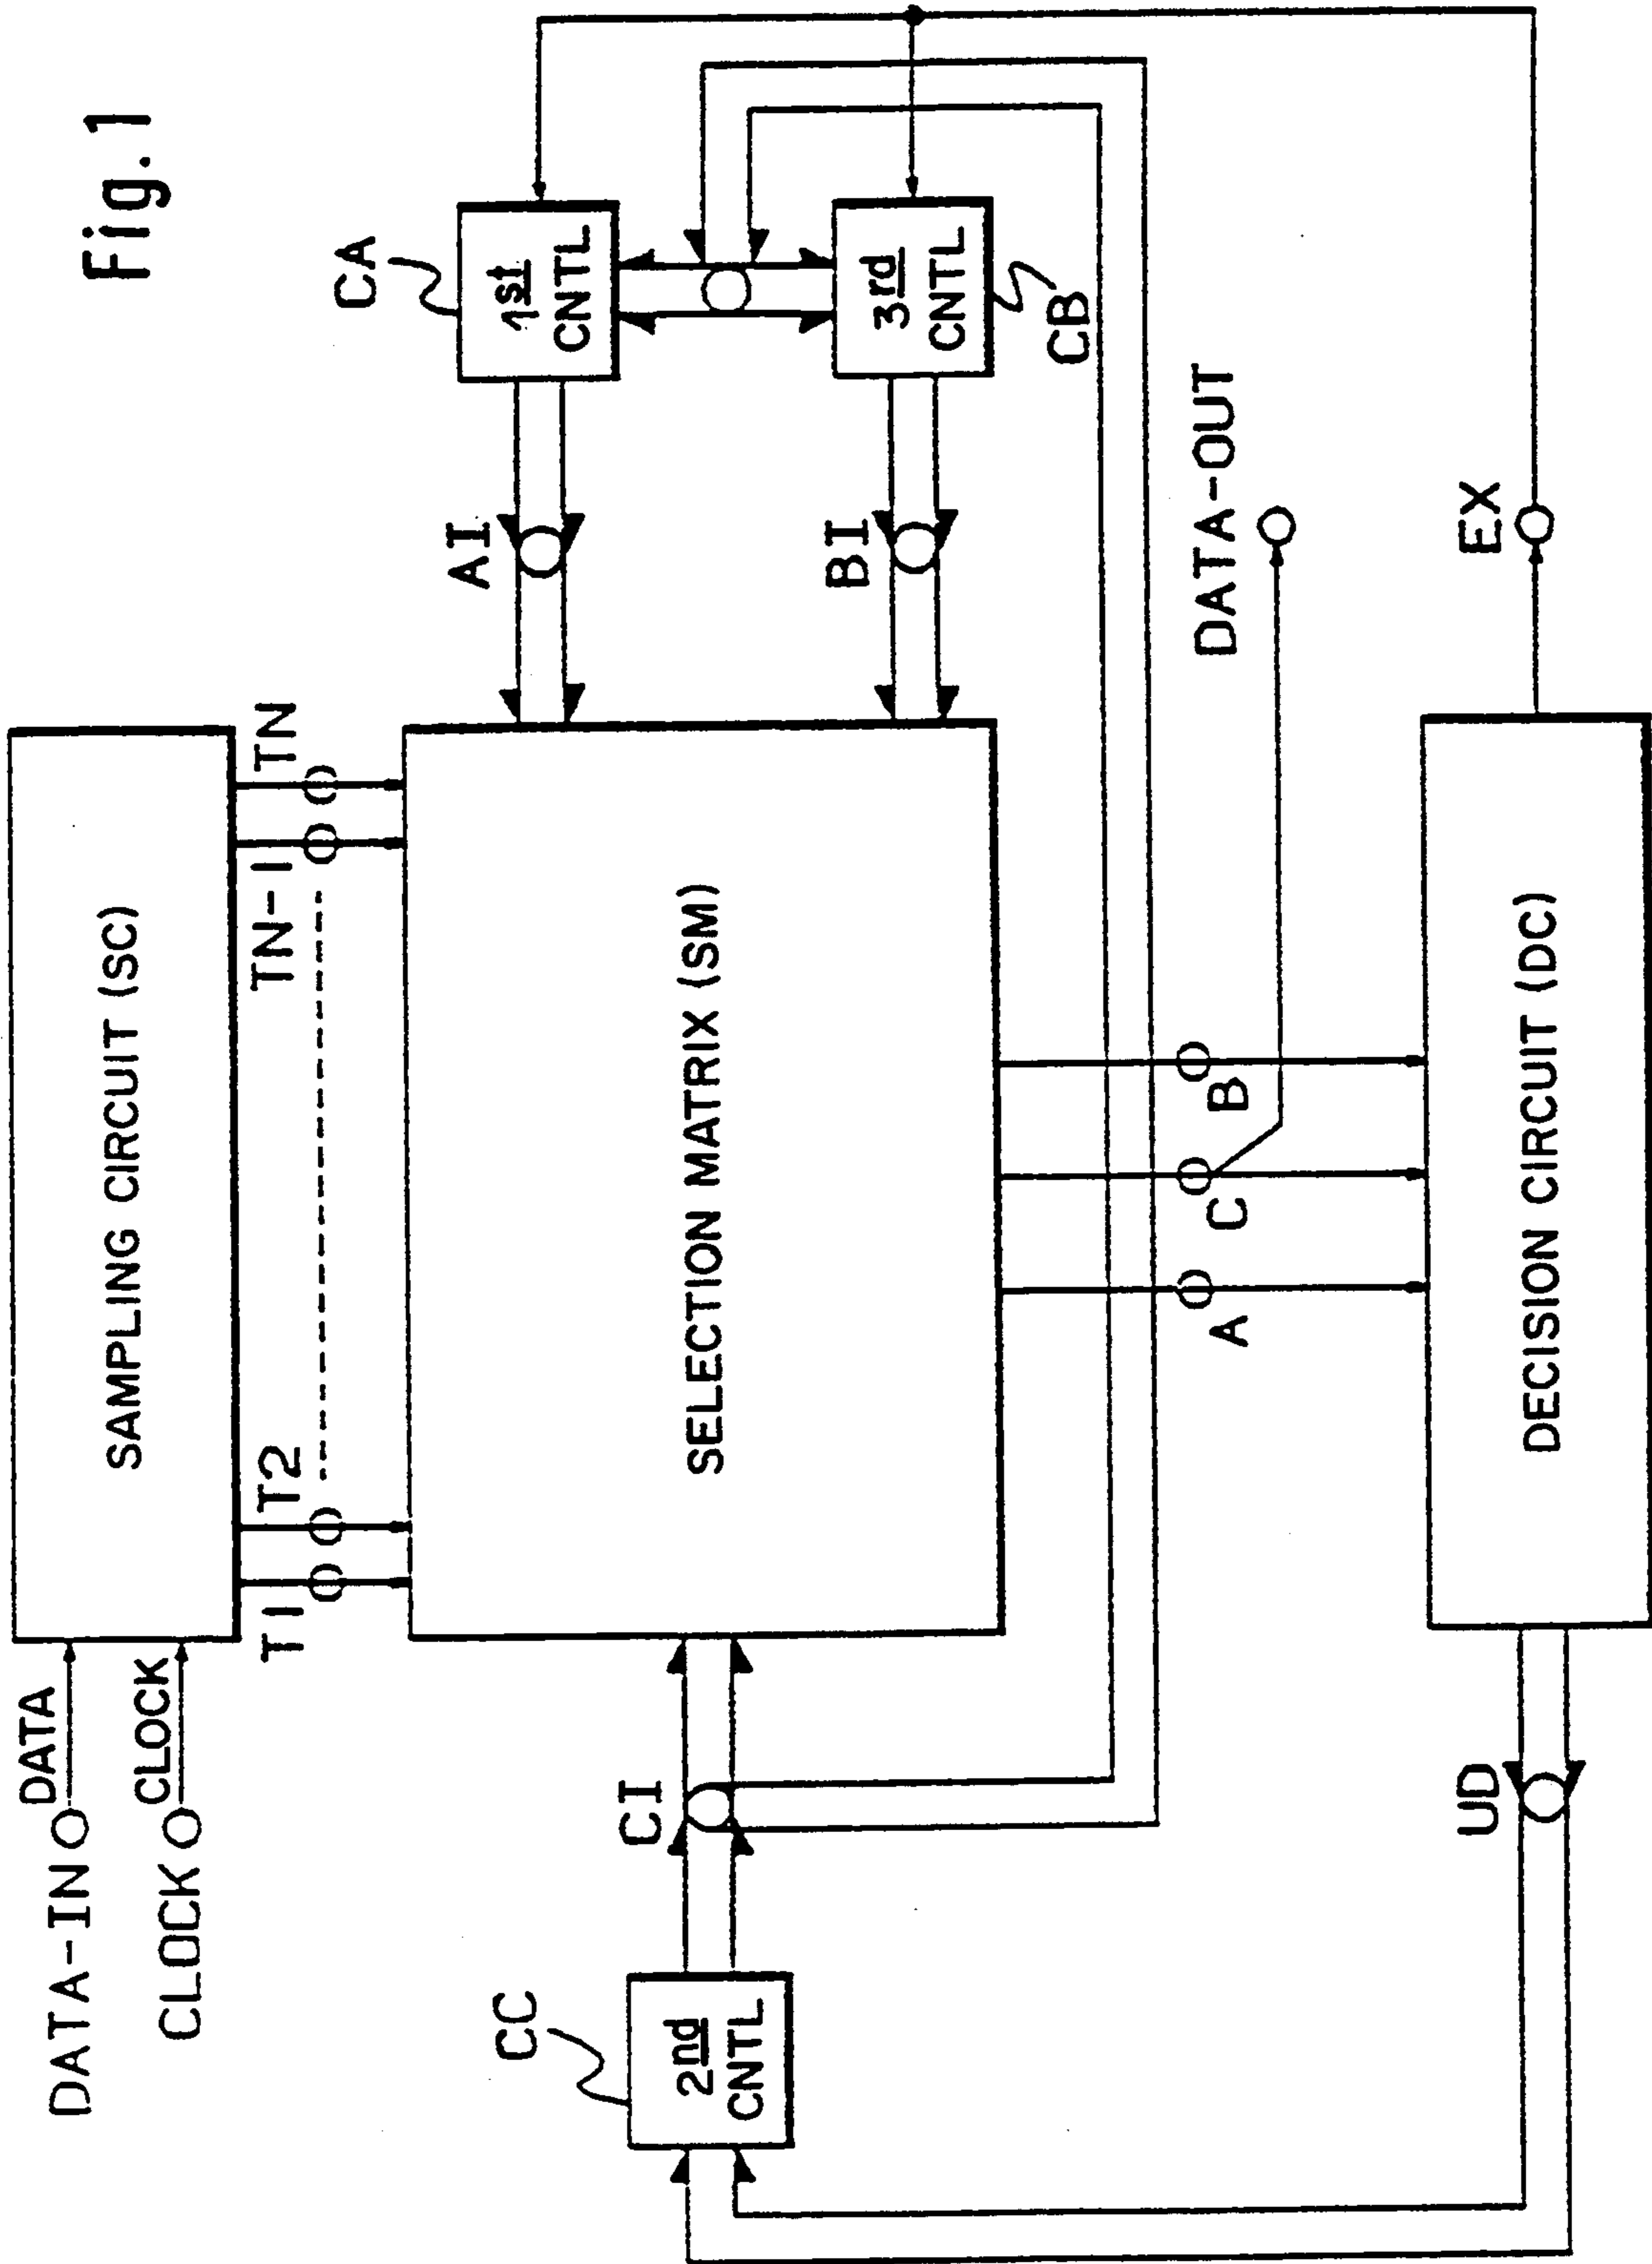 Fig.1
DATA-IN
DATA
CLOCK
CLOCK
SAMPLING CIRCUIT (SC)
T1
T2
TN-1
TN
SELECTION MATRIX (SM)
CC
2nd
CNTL
CI
AI
BI
CA
1st
CNTL
3rd
CNTL
CB
A
C
B
DATA-OUT
DECISION CIRCUIT (DC)
UD
EX